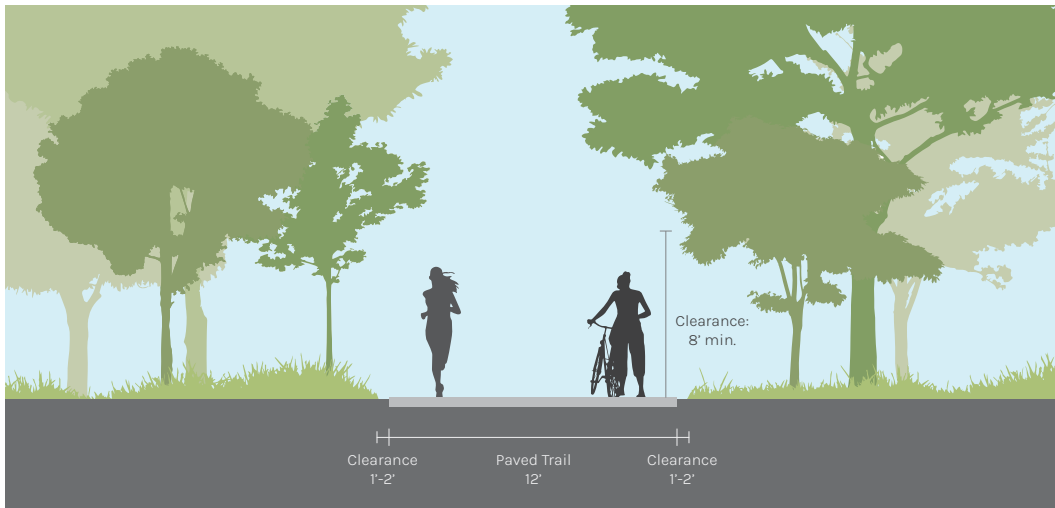 Clearance:
8’ min.
Clearance
1’-2’
Paved Trail
12’
Clearance
1’-2’